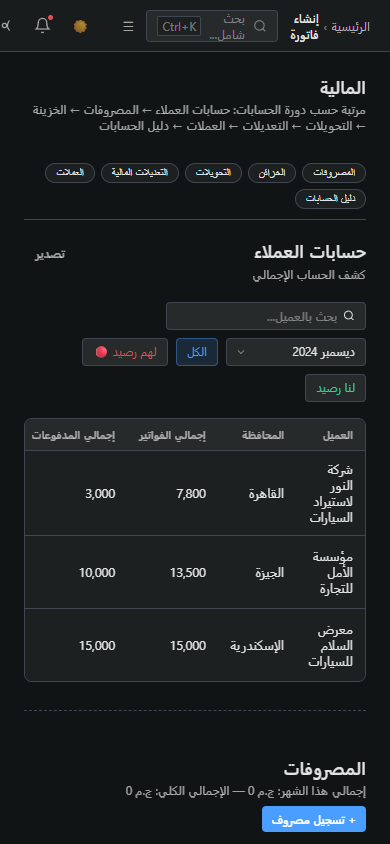 الرئيسية › إنشاء فاتورة
بحث شامل... Ctrl+K
المالية
مرتبة حسب دورة الحسابات: حسابات العملاء ← المصروفات ← الخزينة
← التحويلات ← التعديلات ← العملات ← دليل الحسابات
المصروفات الخزائن التحويلات التعديلات المالية العملات
دليل الحسابات
حسابات العملاء تصدير
كشف الحساب الإجمالي
بحث بالعميل...
ديسمبر 2024 الكل لهم رصيد
لنا رصيد
العميل المحافظة إجمالي الفواتير إجمالي المدفوعات
شركة
النور
لاستيراد
السيارات
القاهرة 7,800 3,000
مؤسسة
الأمل
للتجارة
الجيزة 13,500 10,000
معرض
السلام
للسيارات
الإسكندرية 15,000 15,000
المصروفات
إجمالي هذا الشهر: ج.م 0 — الإجمالي الكلي: ج.م 0
+ تسجيل مصروف